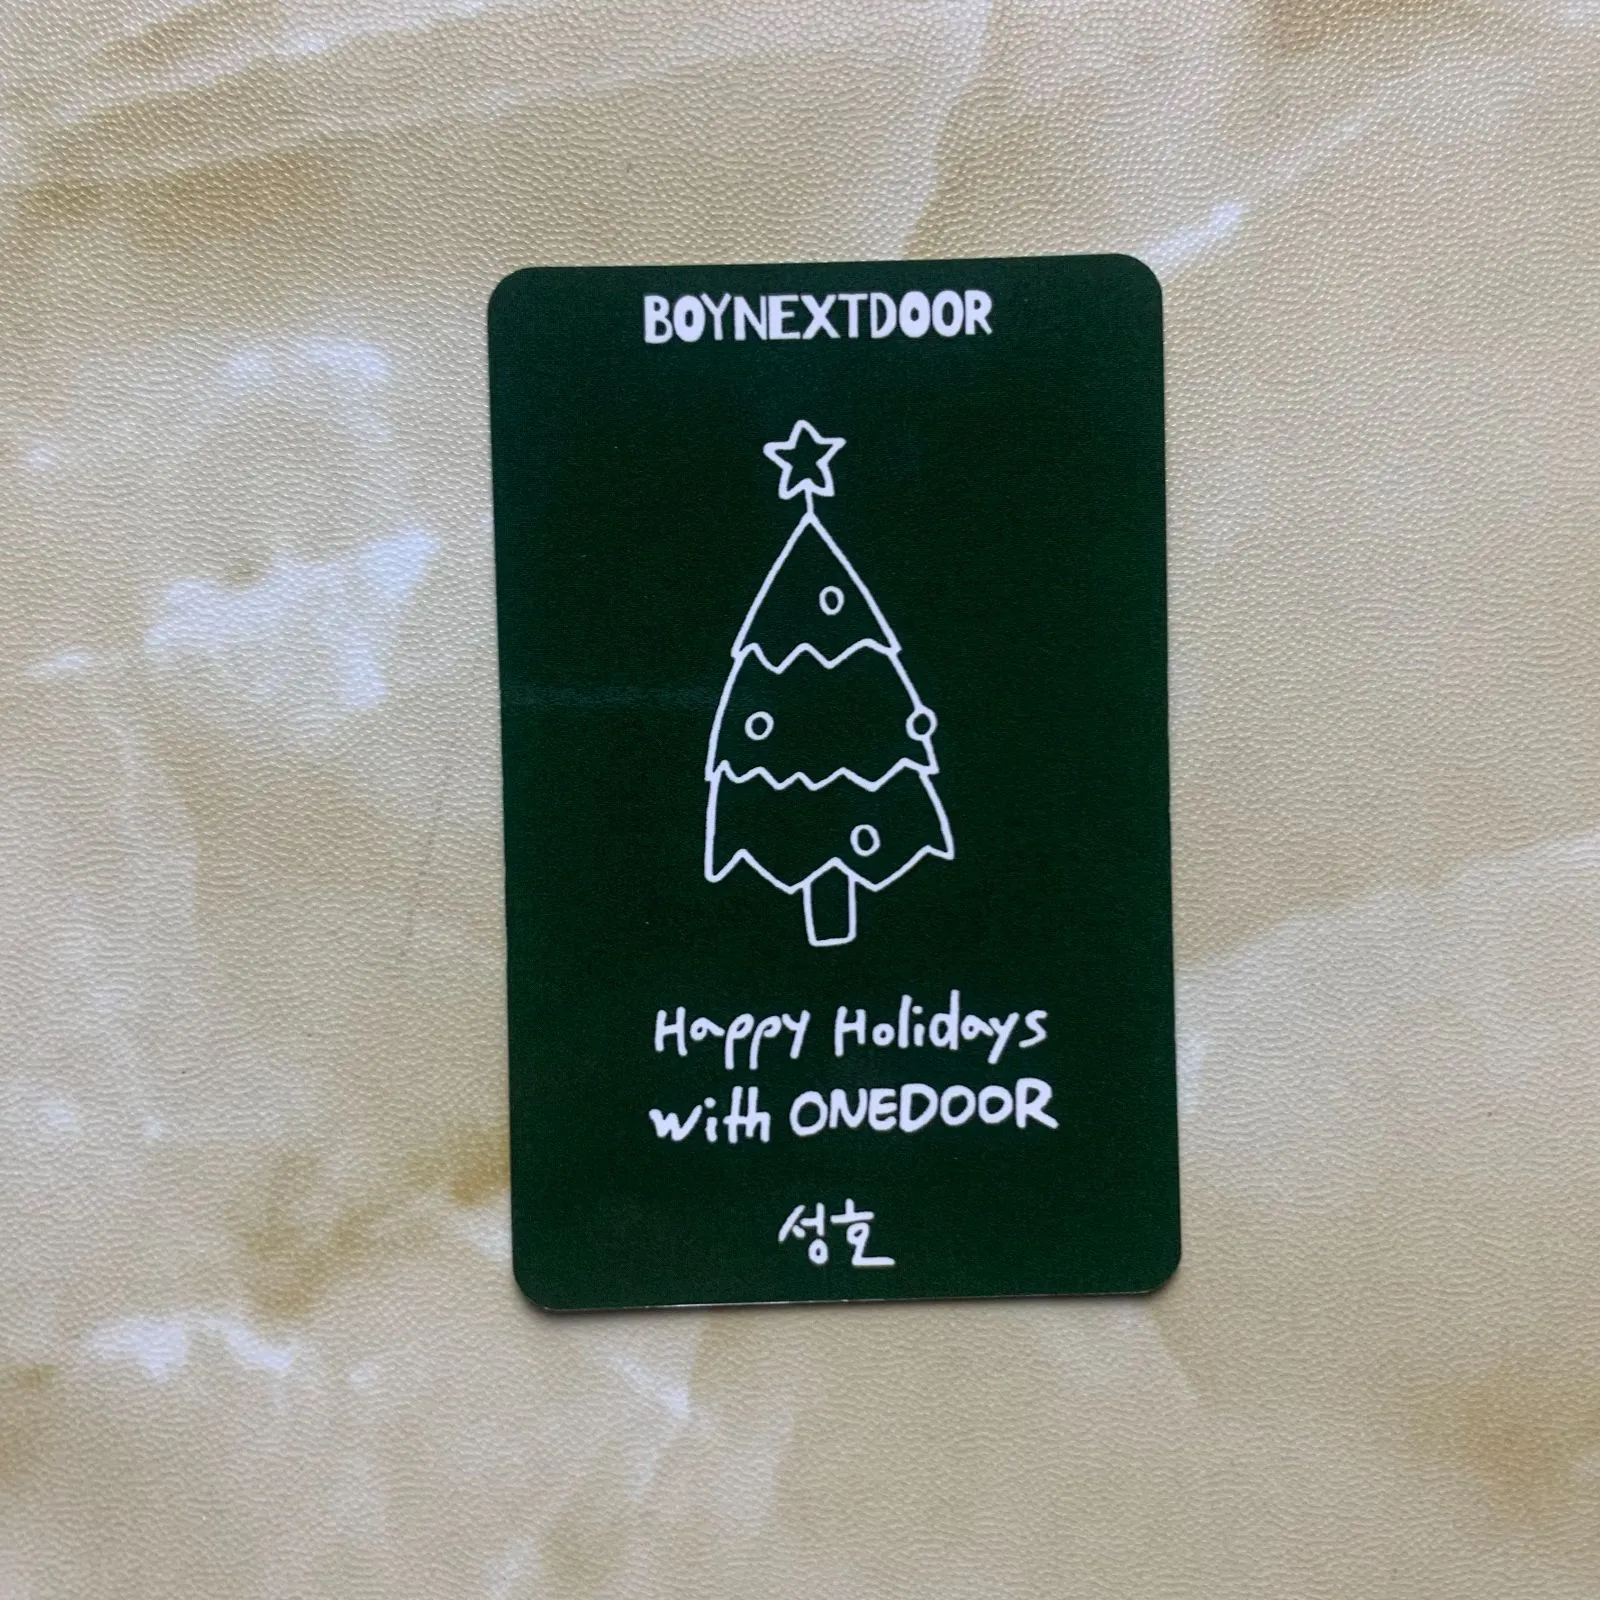 BOYNEXTDOOR
Happy Holidays
with ONEDOOR
성호